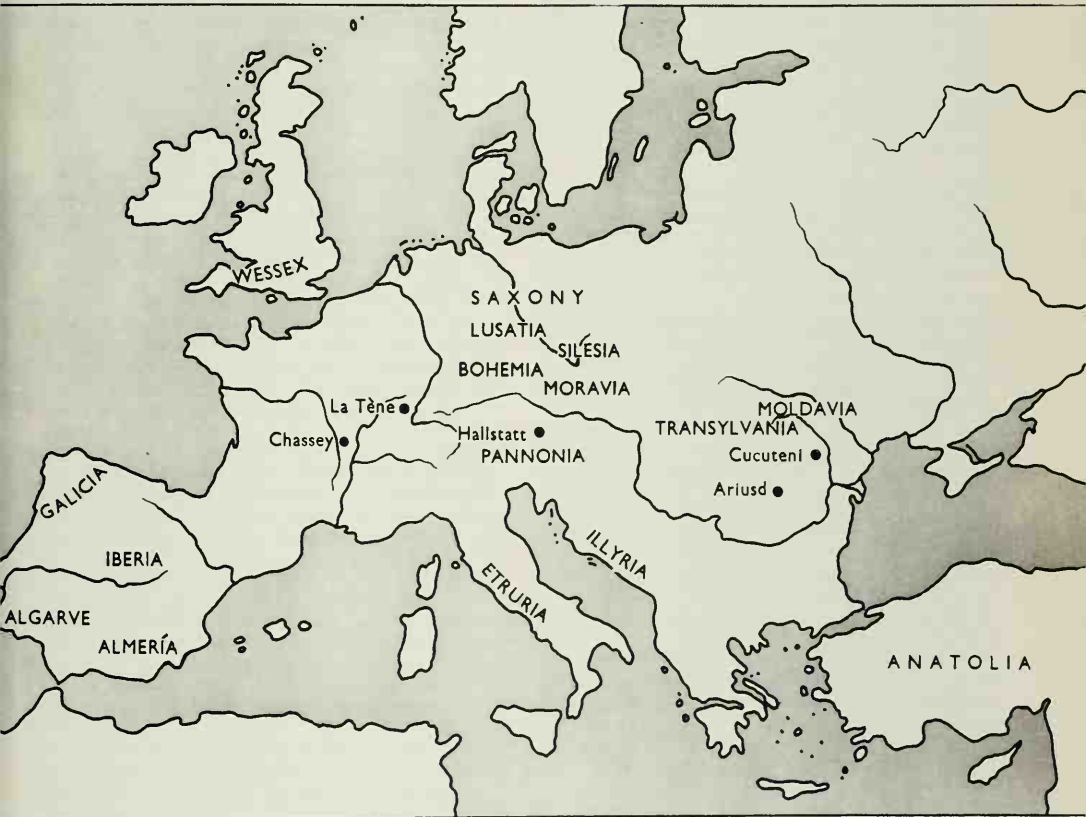 WESSEX
SAXONY
LUSATIA
SILESIA
BOHEMIA
MORAVIA
La Tène
MOLDAVIA
TRANSYLVANIA
Chassey
Hallstatt
PANNONIA
Cucuteni
Ariusd
GALICIA
IBERIA
ILLYRIA
ETRURIA
ALGARVE
ALMERÍA
ANATOLIA